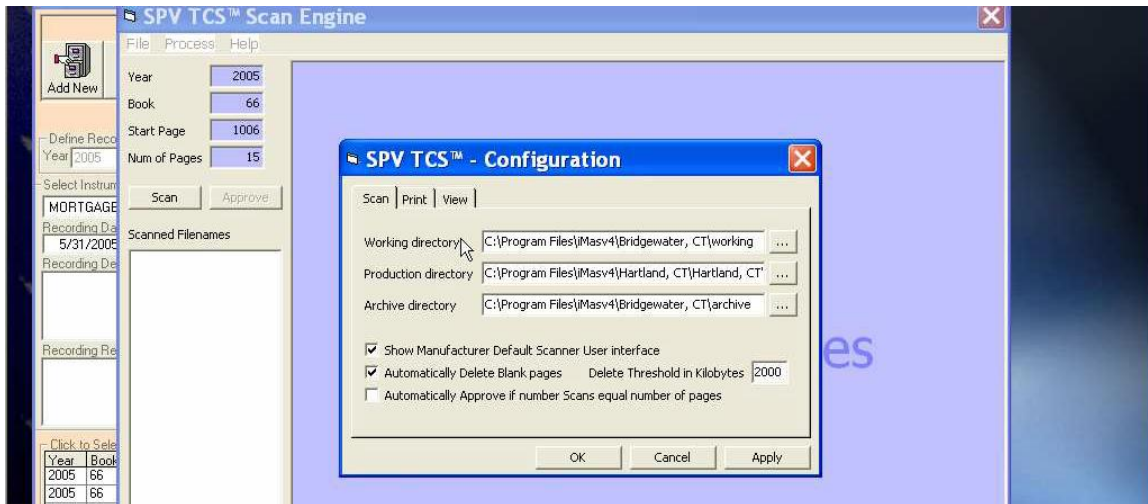 SPV TCS™ Scan Engine
File Process Help
Add New
Year 2005
Book 66
Start Page 1006
Num of Pages 15
Scan Approve
Scanned Filenames
Define Reco
Year 2005
Select Instrum
MORTGAGE
Recording Da
5/31/2005
Recording De
Recording Re
Click to Sele
Year Book
2005 66
2005 66
SPV TCS™ - Configuration
Scan Print View
Working directory C:\Program Files\iMasv4\Bridgewater, CT\working ...
Production directory C:\Program Files\iMasv4\Hartland, CT\Hartland, CT' ...
Archive directory C:\Program Files\iMasv4\Bridgewater, CT\archive ...
Show Manufacturer Default Scanner User interface
Automatically Delete Blank pages Delete Threshold in Kilobytes 2000
Automatically Approve if number Scans equal number of pages
OK Cancel Apply
es